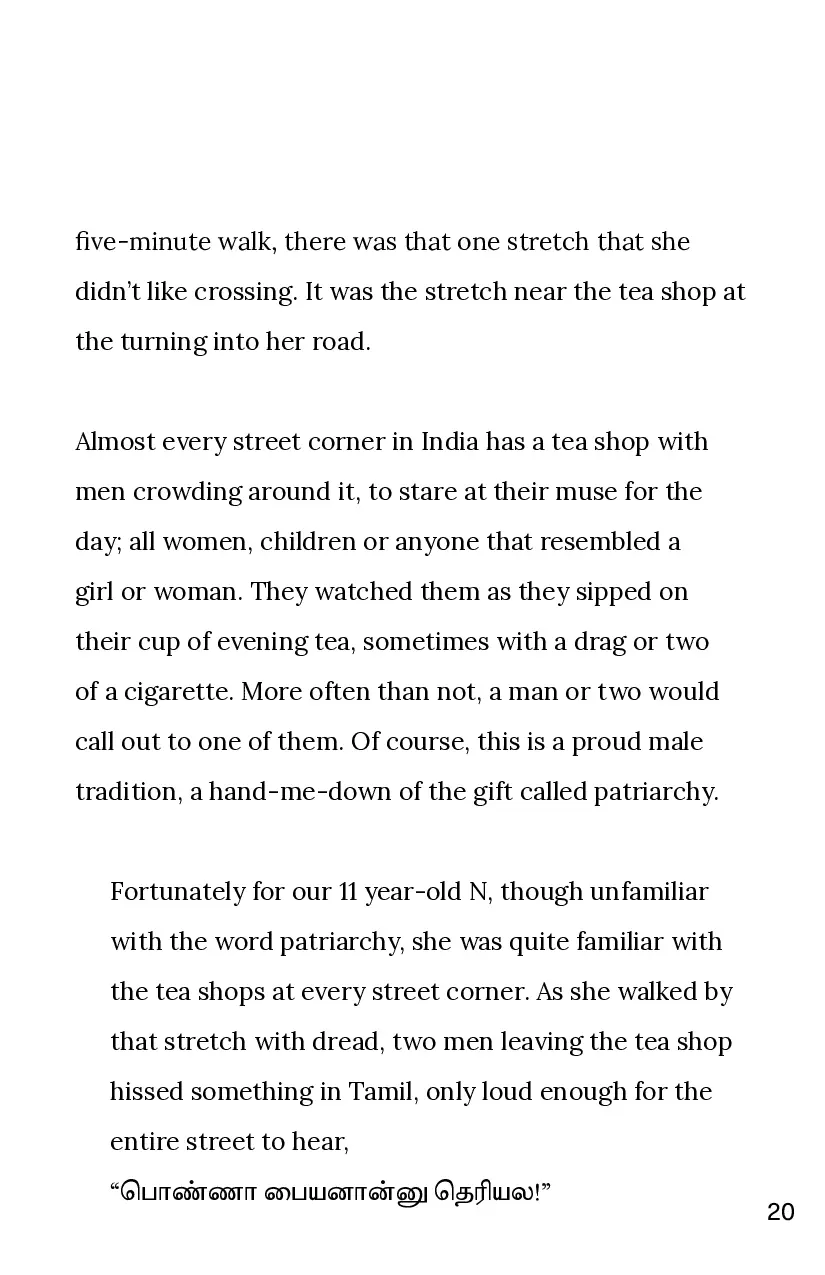 five-minute walk, there was that one stretch that she
didn’t like crossing. It was the stretch near the tea shop at
the turning into her road.
Almost every street corner in India has a tea shop with
men crowding around it, to stare at their muse for the
day; all women, children or anyone that resembled a
girl or woman. They watched them as they sipped on
their cup of evening tea, sometimes with a drag or two
of a cigarette. More often than not, a man or two would
call out to one of them. Of course, this is a proud male
tradition, a hand-me-down of the gift called patriarchy.
Fortunately for our 11 year-old N, though unfamiliar
with the word patriarchy, she was quite familiar with
the tea shops at every street corner. As she walked by
that stretch with dread, two men leaving the tea shop
hissed something in Tamil, only loud enough for the
entire street to hear,
“பொண்ணா பையனான்னு தெரியல!”
20